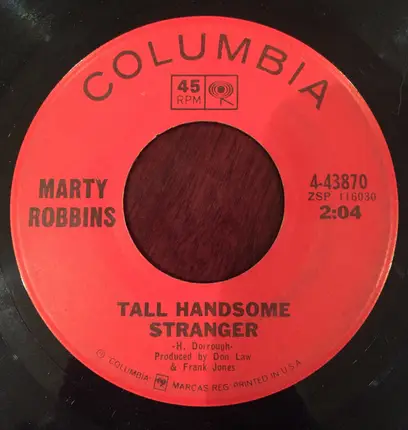 COLUMBIA
45
RPM
MARTY
ROBBINS
4-43870
ZSP 116030
2:04
TALL HANDSOME
STRANGER
-H. Dorrough-
Produced by Don Law
& Frank Jones
℗ COLUMBIA MARCAS REG. PRINTED IN U.S.A.